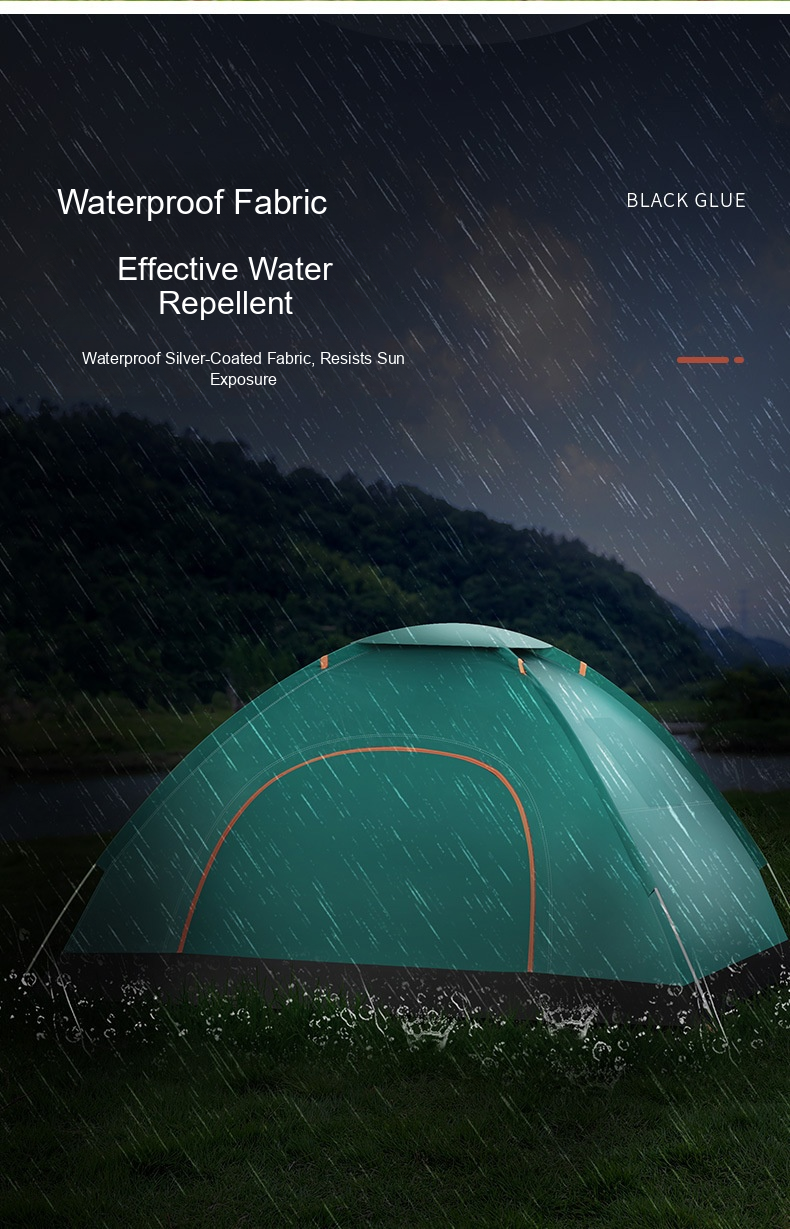 Waterproof Fabric
BLACK GLUE
Effective Water
Repellent
Waterproof Silver-Coated Fabric, Resists Sun
Exposure